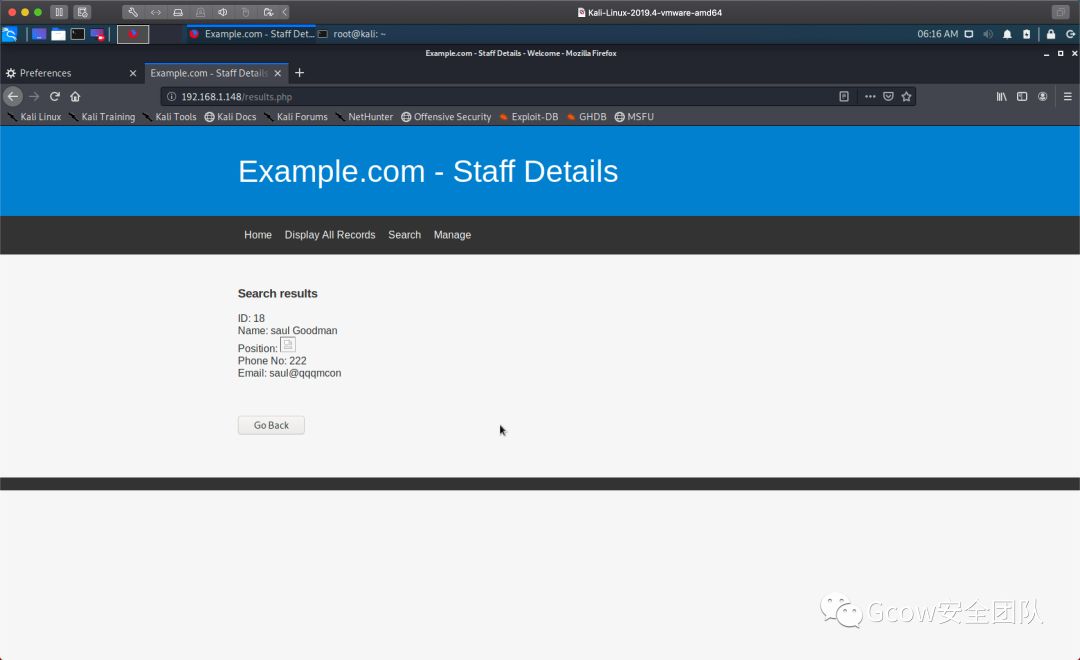 Kali-Linux-2019.4-vmware-amd64
Example.com - Staff Det...
root@kali: ~
06:16 AM
Example.com - Staff Details - Welcome - Mozilla Firefox
Preferences
Example.com - Staff Details
192.168.1.148/results.php
Kali Linux
Kali Training
Kali Tools
Kali Docs
Kali Forums
NetHunter
Offensive Security
Exploit-DB
GHDB
MSFU
Example.com - Staff Details
Home
Display All Records
Search
Manage
Search results
ID: 18
Name: saul Goodman
Position:
Phone No: 222
Email: saul@qqqmcon
Go Back
Gcow安全团队